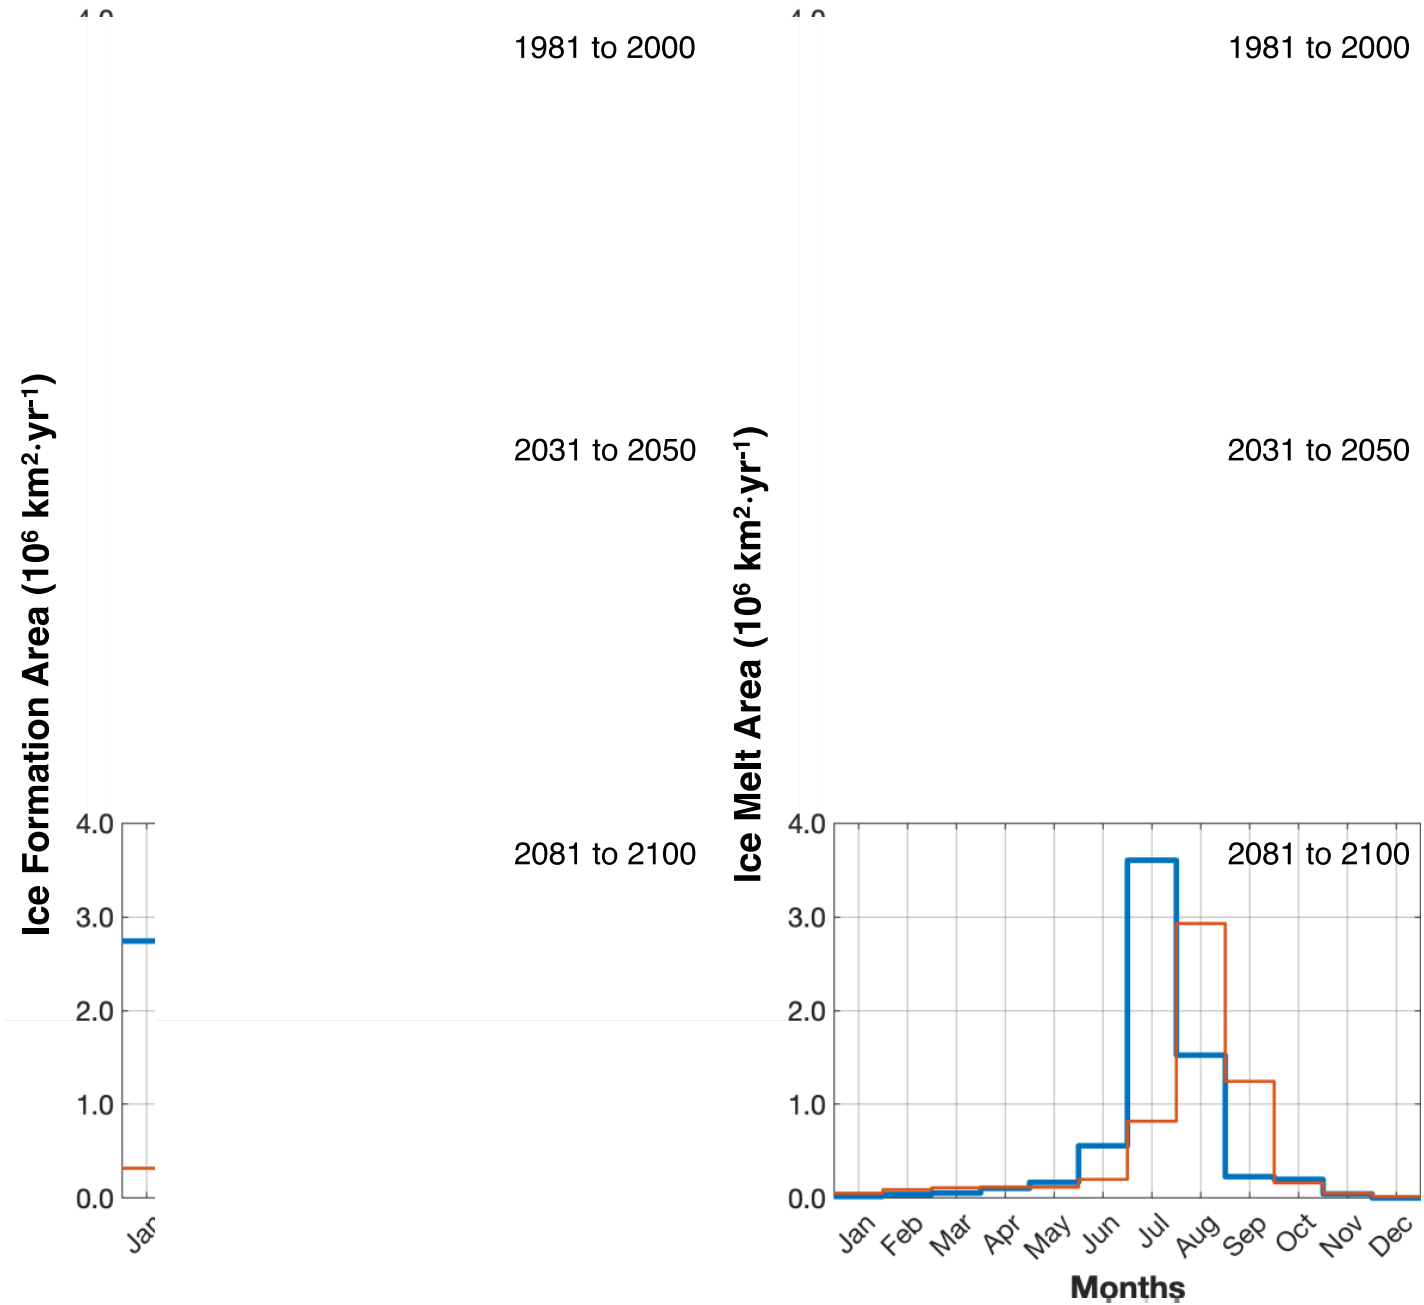 1981 to 2000
2031 to 2050
Ice Formation Area (10⁶ km²·yr⁻¹)
4.0
3.0
2.0
1.0
0.0
2081 to 2100
1981 to 2000
2031 to 2050
Ice Melt Area (10⁶ km²·yr⁻¹)
4.0
3.0
2.0
1.0
0.0
2081 to 2100
Jan Feb Mar Apr May Jun Jul Aug Sep Oct Nov Dec
Months